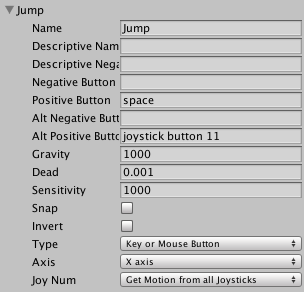 Jump
Name Jump
Descriptive Nam
Descriptive Nega
Negative Button
Positive Button space
Alt Negative Butt
Alt Positive Butto joystick button 11
Gravity 1000
Dead 0.001
Sensitivity 1000
Snap
Invert
Type Key or Mouse Button
Axis X axis
Joy Num Get Motion from all Joysticks